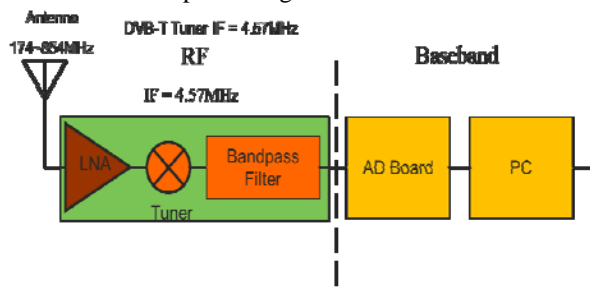 Antenna
DVB-T Tuner IF = 4.57MHz
174~854MHz
RF
Baseband
IF = 4.57MHz
LNA
Bandpass
Filter
AD Board
PC
Tuner